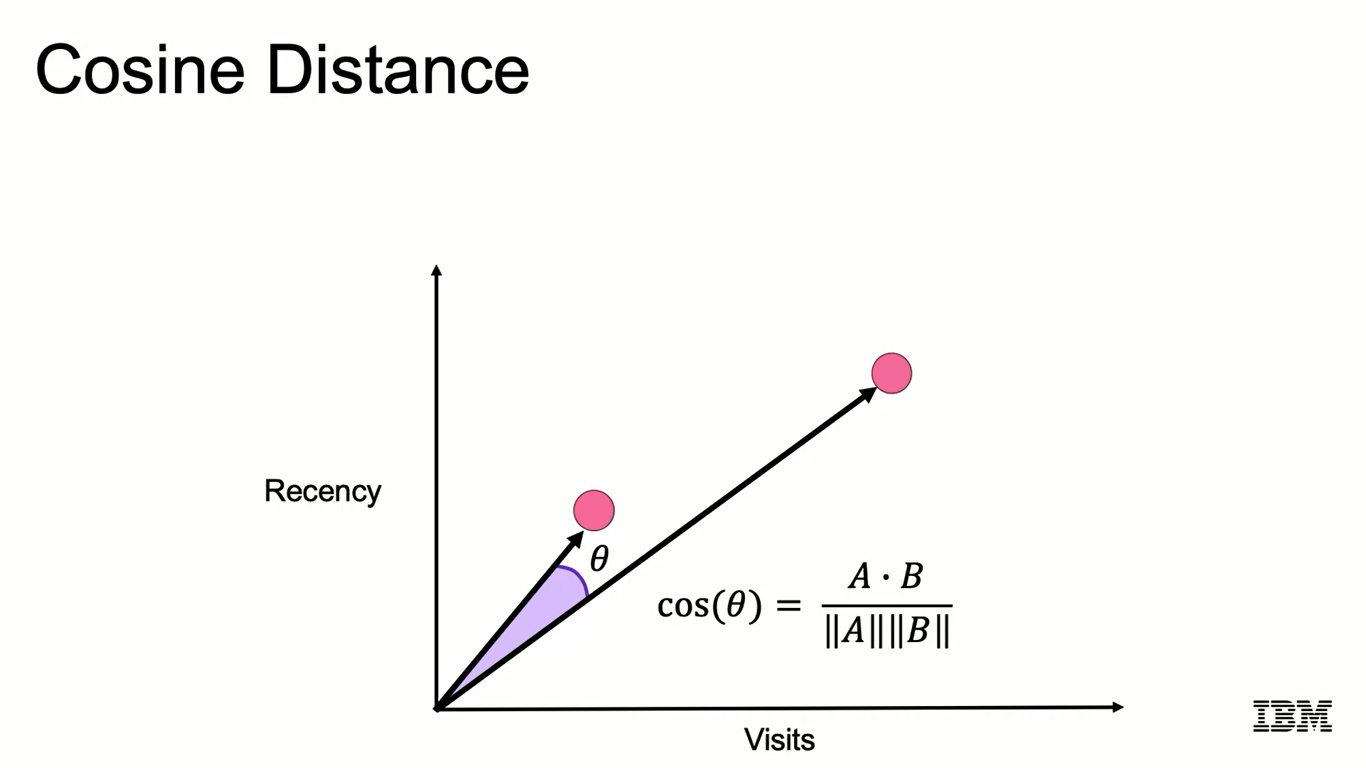 Cosine Distance
Recency
θ
cos(θ) = A · B / ‖A‖‖B‖
Visits
IBM